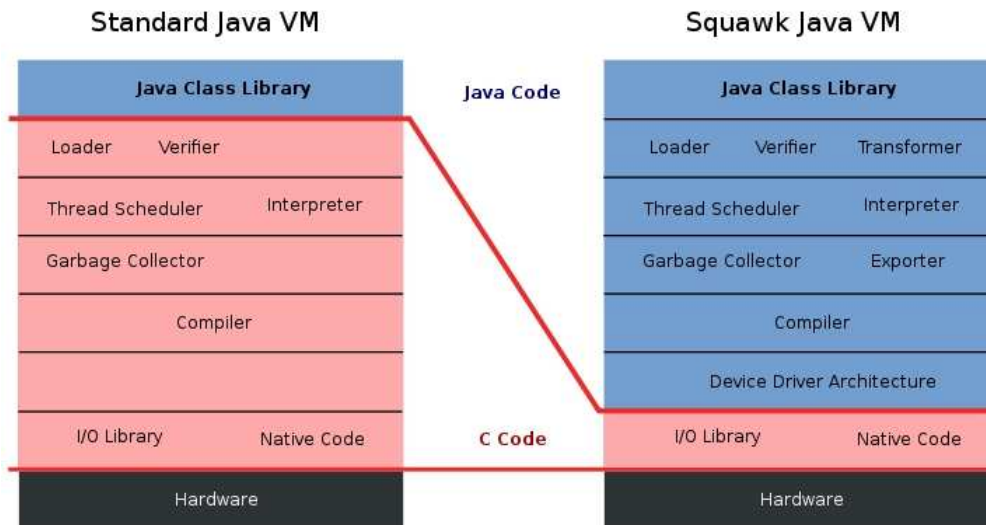 Standard Java VM
Squawk Java VM
Java Class Library
Java Code
Java Class Library
Loader
Verifier
Loader
Verifier
Transformer
Thread Scheduler
Interpreter
Thread Scheduler
Interpreter
Garbage Collector
Garbage Collector
Exporter
Compiler
Compiler
Device Driver Architecture
I/O Library
Native Code
C Code
I/O Library
Native Code
Hardware
Hardware